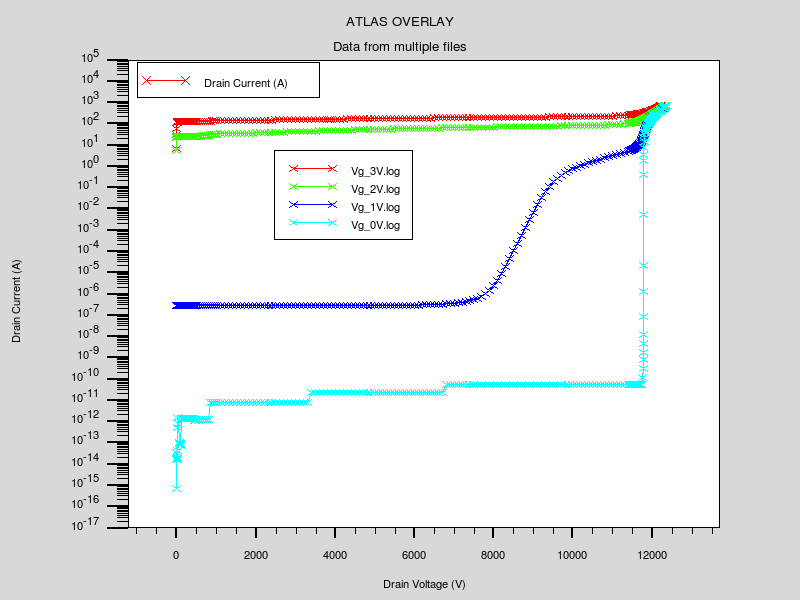 ATLAS OVERLAY
Data from multiple files
Drain Current (A)
Vg_3V.log
Vg_2V.log
Vg_1V.log
Vg_0V.log
Drain Current (A)
10^5
10^4
10^3
10^2
10^1
10^0
10^-1
10^-2
10^-3
10^-4
10^-5
10^-6
10^-7
10^-8
10^-9
10^-10
10^-11
10^-12
10^-13
10^-14
10^-15
10^-16
10^-17
0 2000 4000 6000 8000 10000 12000
Drain Voltage (V)